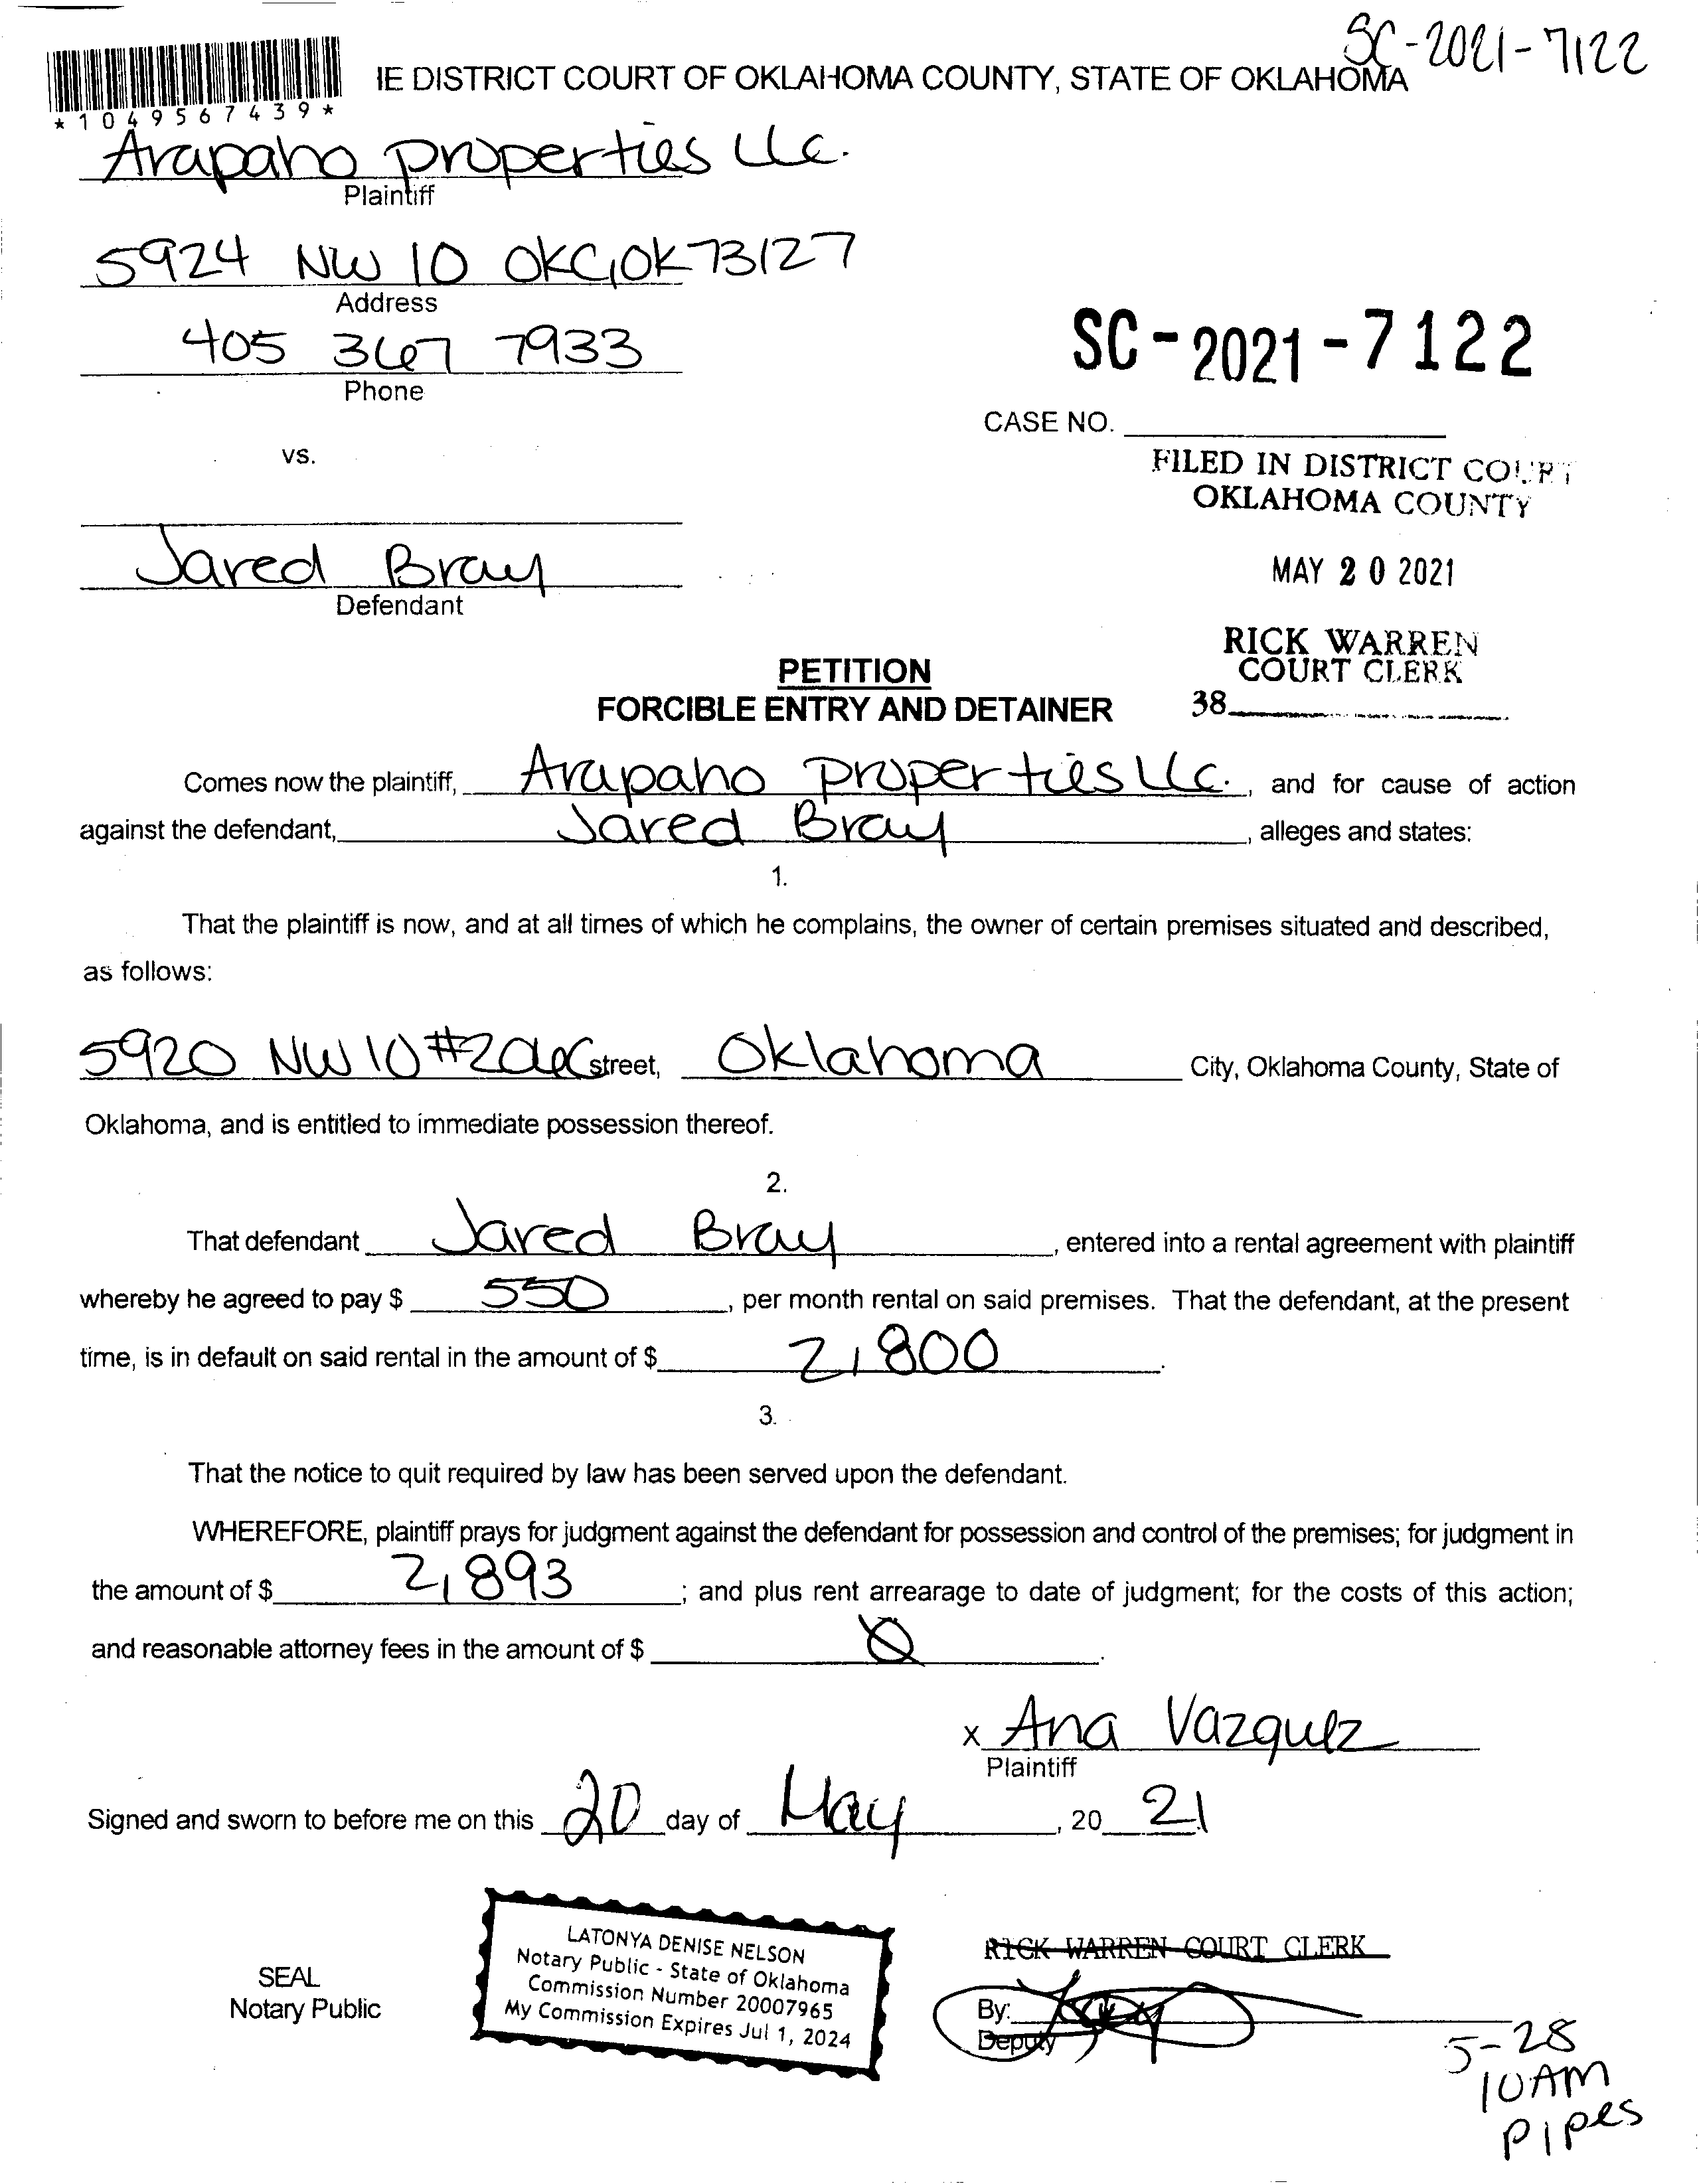 SC-2021-7122
IE DISTRICT COURT OF OKLAHOMA COUNTY, STATE OF OKLAHOMA
*1049567439*
Arapaho properties LLc.
Plaintiff
5924 NW 10 OKC, OK 73127
Address
405 367 7933
Phone
SC-2021-7122
CASE NO.
vs.
FILED IN DISTRICT COURT
OKLAHOMA COUNTY
Jared Bray
Defendant
MAY 20 2021
RICK WARREN
COURT CLERK
38
PETITION
FORCIBLE ENTRY AND DETAINER
Comes now the plaintiff, Arapaho properties LLc. , and for cause of action
against the defendant, Jared Bray , alleges and states:
1.
That the plaintiff is now, and at all times of which he complains, the owner of certain premises situated and described,
as follows:
5920 NW 10 #206 street, Oklahoma City, Oklahoma County, State of
Oklahoma, and is entitled to immediate possession thereof.
2.
That defendant Jared Bray , entered into a rental agreement with plaintiff
whereby he agreed to pay $ 550 , per month rental on said premises. That the defendant, at the present
time, is in default on said rental in the amount of $ 2,800 .
3.
That the notice to quit required by law has been served upon the defendant.
WHEREFORE, plaintiff prays for judgment against the defendant for possession and control of the premises; for judgment in
the amount of $ 2,893 ; and plus rent arrearage to date of judgment; for the costs of this action;
and reasonable attorney fees in the amount of $ 0 .
x Ana Vazquez
Plaintiff
Signed and sworn to before me on this 20 day of May , 20 21
SEAL
Notary Public
LATONYA DENISE NELSON
Notary Public - State of Oklahoma
Commission Number 20007965
My Commission Expires Jul 1, 2024
RICK WARREN COURT CLERK
By:
Deputy
5-28
10AM
Pipes